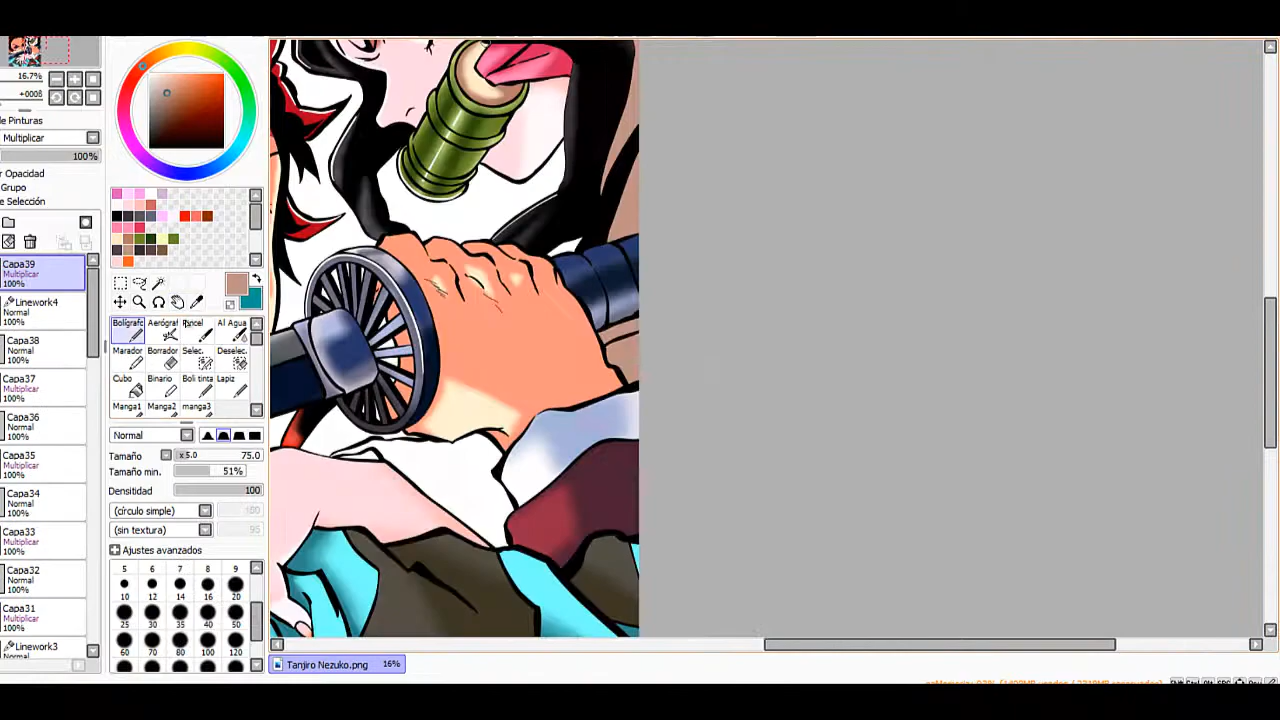 16.7%
+0008
de Pinturas
Multiplicar
100%
r Opacidad
Grupo
e Selección
Capa39
Multiplicar
100%
Linework4
Normal
100%
Capa38
Normal
100%
Capa37
Multiplicar
100%
Capa36
Normal
100%
Capa35
Multiplicar
100%
Capa34
Normal
100%
Capa33
Multiplicar
100%
Capa32
Normal
100%
Capa31
Multiplicar
100%
Linework3
Normal
Bolígrafo Aerógraf Pincel Al Agua
Marador Borrador Selec. Deselec.
Cubo Binario Boli tinta Lapiz
Manga1 Manga2 manga3
Normal
Tamaño x 5.0 75.0
Tamaño min. 51%
Densitidad 100
(círculo simple) 100
(sin textura) 95
Ajustes avanzados
5 6 7 8 9
10 12 14 16 20
25 30 35 40 50
60 70 80 100 120
Tanjiro Nezuko.png 16%